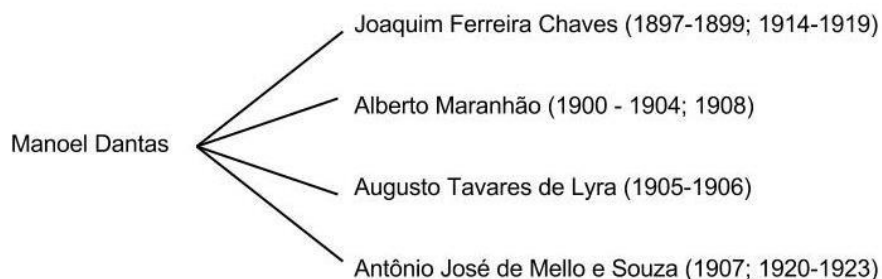 Joaquim Ferreira Chaves (1897-1899; 1914-1919)
Alberto Maranhão (1900 - 1904; 1908)
Manoel Dantas
Augusto Tavares de Lyra (1905-1906)
Antônio José de Mello e Souza (1907; 1920-1923)